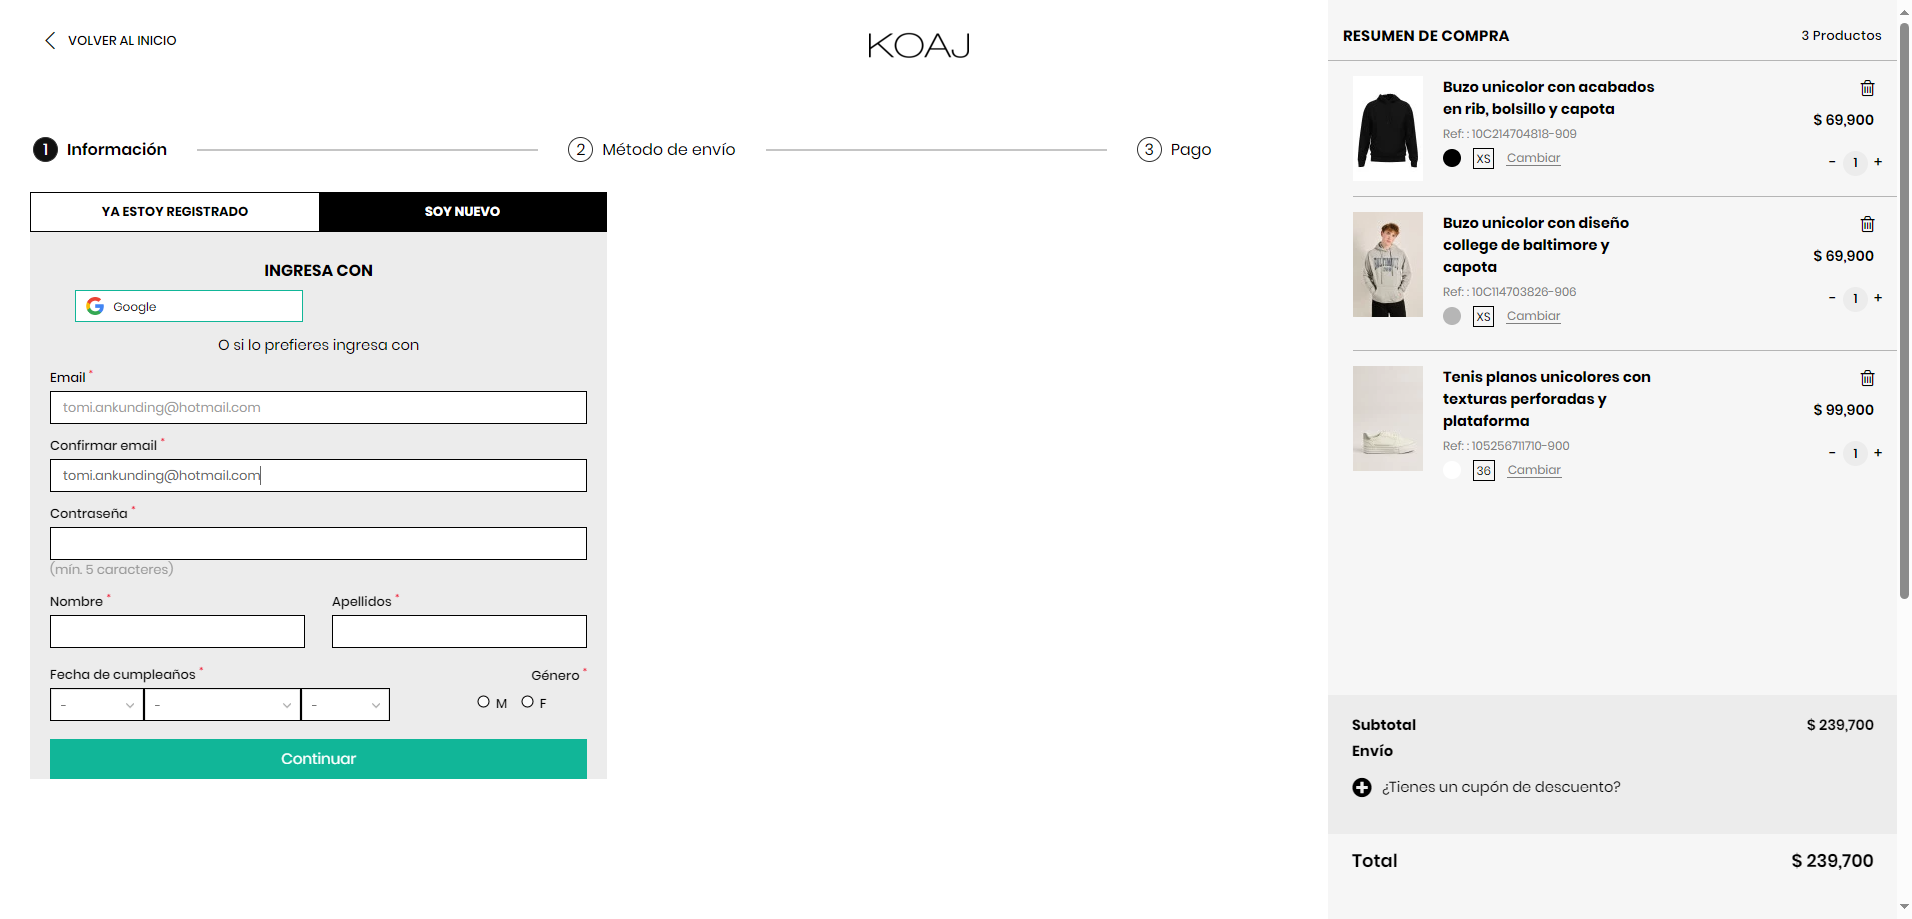 VOLVER AL INICIO
KOAJ
1 Información
2 Método de envío
3 Pago
YA ESTOY REGISTRADO
SOY NUEVO
INGRESA CON
Google
O si lo prefieres ingresa con
Email *
tomi.ankunding@hotmail.com
Confirmar email *
tomi.ankunding@hotmail.com
Contraseña *
(mín. 5 caracteres)
Nombre *
Apellidos *
Fecha de cumpleaños *
Género *
- - -
M F
Continuar
RESUMEN DE COMPRA
3 Productos
Buzo unicolor con acabados
en rib, bolsillo y capota
$ 69,900
Ref: : 10C214704818-909
XS Cambiar
- 1 +
Buzo unicolor con diseño
college de baltimore y
capota
$ 69,900
Ref: : 10C114703826-906
XS Cambiar
- 1 +
Tenis planos unicolores con
texturas perforadas y
plataforma
$ 99,900
Ref: : 105256711710-900
36 Cambiar
- 1 +
Subtotal $ 239,700
Envío
¿Tienes un cupón de descuento?
Total $ 239,700